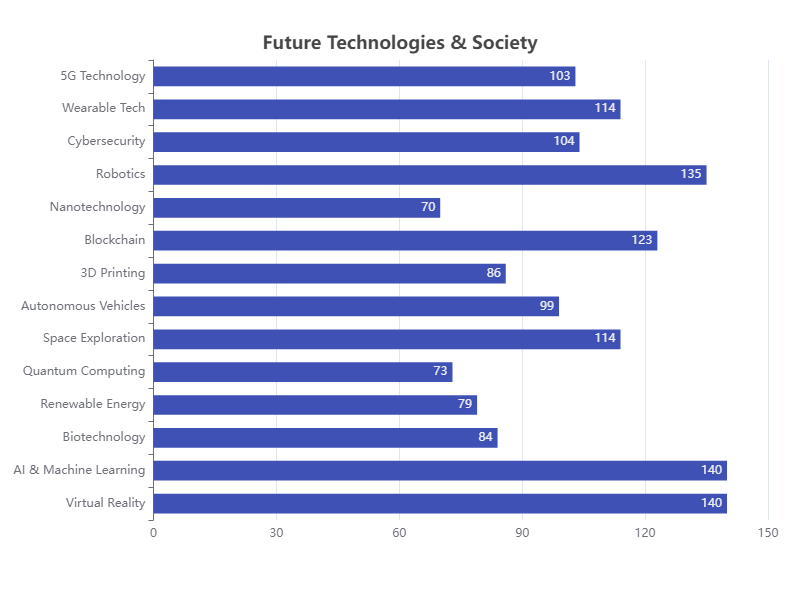 Future Technologies & Society
5G Technology 103
Wearable Tech 114
Cybersecurity 104
Robotics 135
Nanotechnology 70
Blockchain 123
3D Printing 86
Autonomous Vehicles 99
Space Exploration 114
Quantum Computing 73
Renewable Energy 79
Biotechnology 84
AI & Machine Learning 140
Virtual Reality 140
0 30 60 90 120 150